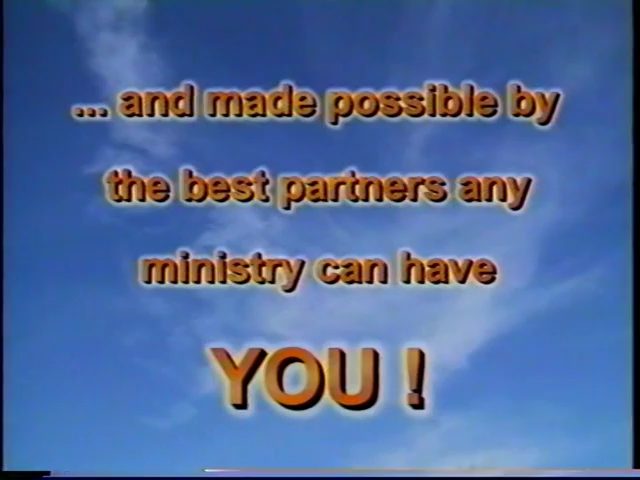 ... and made possible by
the best partners any
ministry can have
YOU !